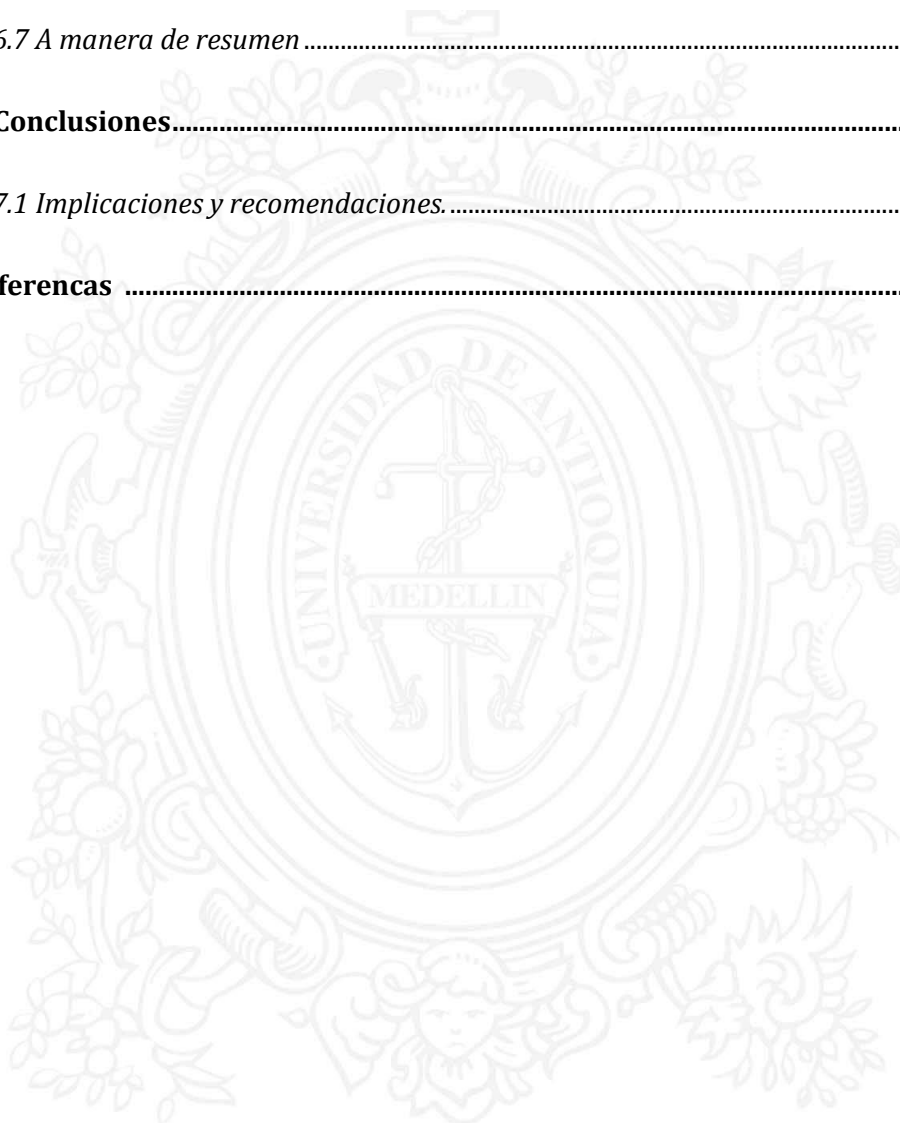 6.7 A manera de resumen ........................................................................................................
Conclusiones........................................................................................................
7.1 Implicaciones y recomendaciones. ........................................................................................................
ferencas ........................................................................................................
UNIVERSIDAD DE ANTIOQUIA
MEDELLIN